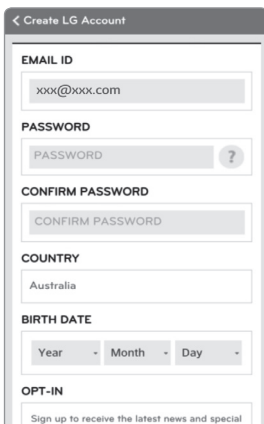 < Create LG Account
EMAIL ID
xxx@xxx.com
PASSWORD
PASSWORD ?
CONFIRM PASSWORD
CONFIRM PASSWORD
COUNTRY
Australia
BIRTH DATE
Year Month Day
OPT-IN
Sign up to receive the latest news and special